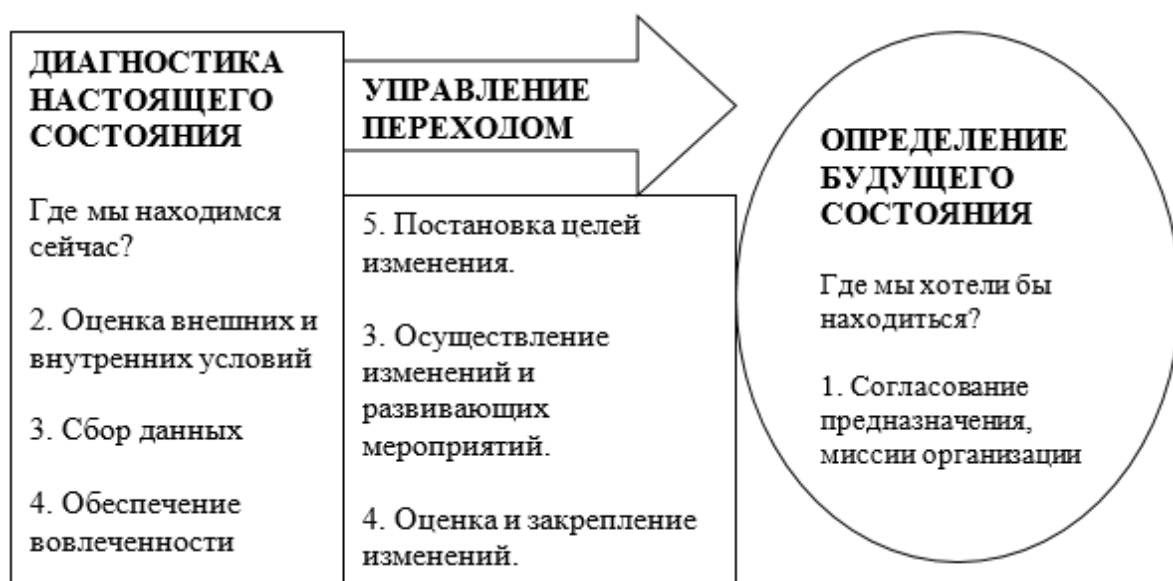 ДИАГНОСТИКА
НАСТОЯЩЕГО
СОСТОЯНИЯ
Где мы находимся
сейчас?
2. Оценка внешних и
внутренних условий
3. Сбор данных
4. Обеспечение
вовлеченности
УПРАВЛЕНИЕ
ПЕРЕХОДОМ
5. Постановка целей
изменения.
3. Осуществление
изменений и
развивающих
мероприятий.
4. Оценка и закрепление
изменений.
ОПРЕДЕЛЕНИЕ
БУДУЩЕГО
СОСТОЯНИЯ
Где мы хотели бы
находиться?
1. Согласование
предназначения,
миссии организации